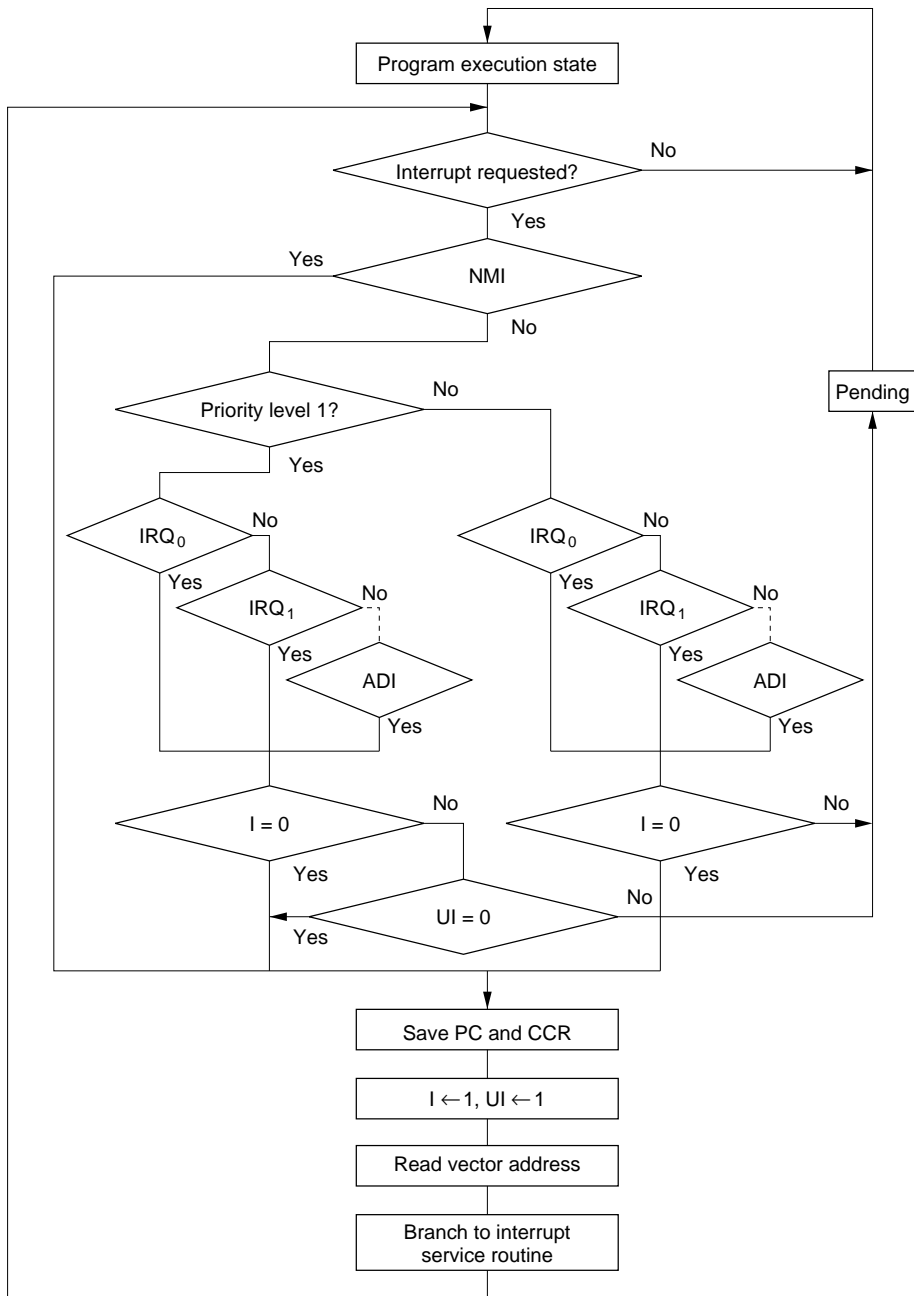 Program execution state
Interrupt requested?
No
Yes
NMI
Yes
No
Priority level 1?
No
Yes
Pending
IRQ0
No
Yes
IRQ1
No
Yes
ADI
Yes
IRQ0
No
Yes
IRQ1
No
Yes
ADI
Yes
I = 0
No
Yes
I = 0
No
Yes
UI = 0
No
Yes
Save PC and CCR
I ← 1, UI ← 1
Read vector address
Branch to interrupt
service routine